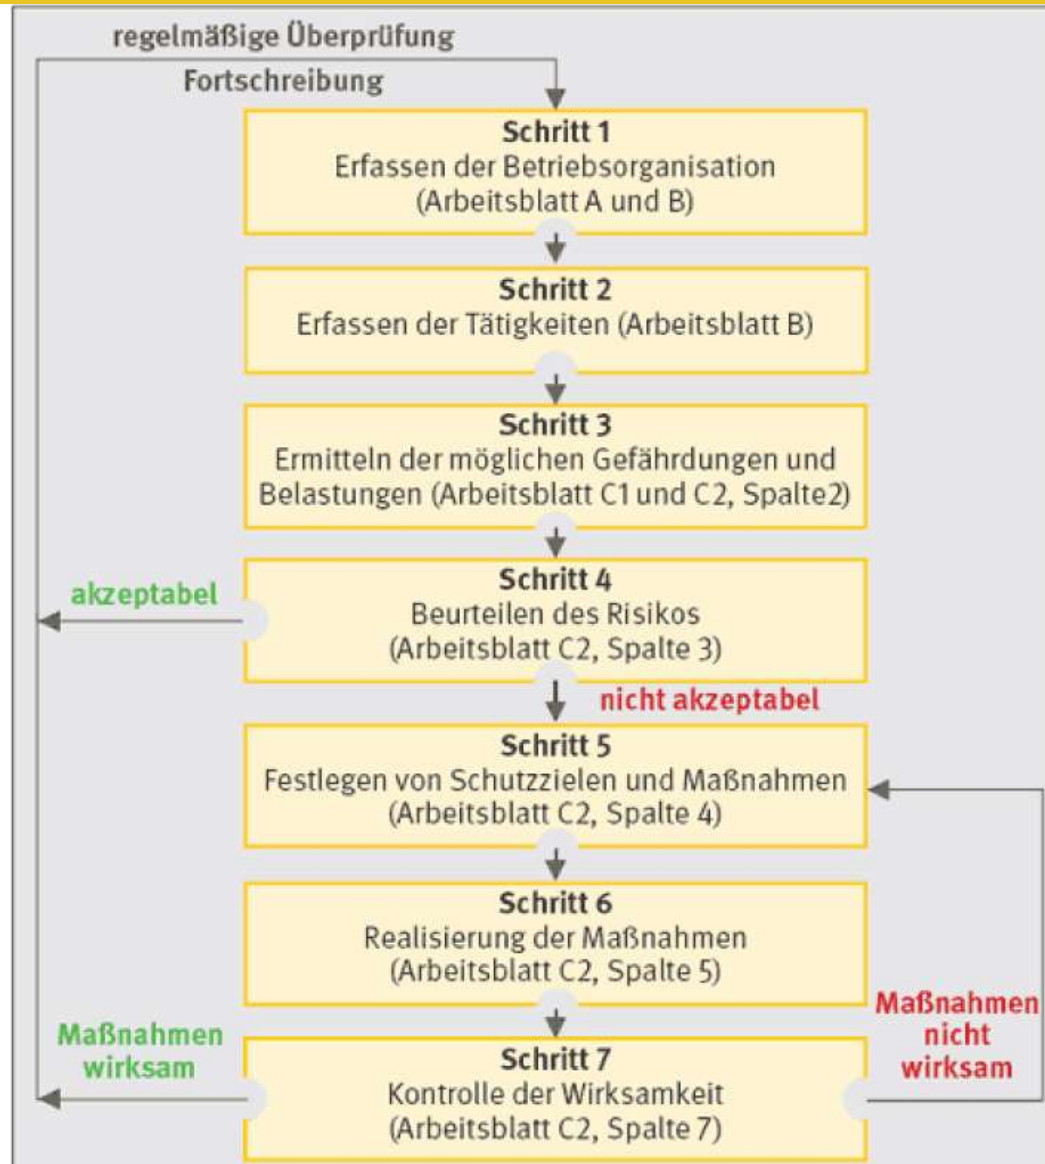 regelmäßige Überprüfung
Fortschreibung
Schritt 1
Erfassen der Betriebsorganisation
(Arbeitsblatt A und B)
Schritt 2
Erfassen der Tätigkeiten (Arbeitsblatt B)
Schritt 3
Ermitteln der möglichen Gefährdungen und
Belastungen (Arbeitsblatt C1 und C2, Spalte2)
akzeptabel
Schritt 4
Beurteilen des Risikos
(Arbeitsblatt C2, Spalte 3)
nicht akzeptabel
Schritt 5
Festlegen von Schutzzielen und Maßnahmen
(Arbeitsblatt C2, Spalte 4)
Schritt 6
Realisierung der Maßnahmen
(Arbeitsblatt C2, Spalte 5)
Maßnahmen
wirksam
Schritt 7
Kontrolle der Wirksamkeit
(Arbeitsblatt C2, Spalte 7)
Maßnahmen
nicht
wirksam